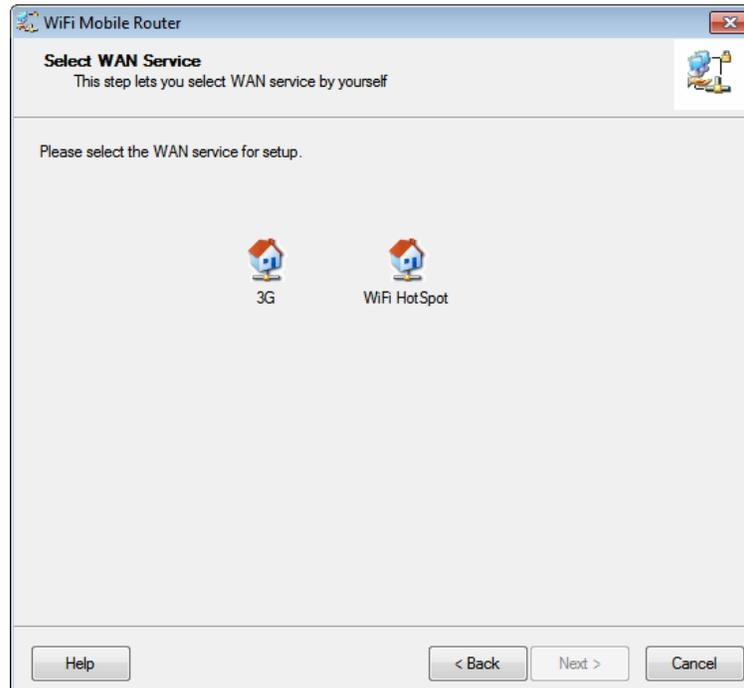 WiFi Mobile Router
Select WAN Service
This step lets you select WAN service by yourself
Please select the WAN service for setup.
3G
WiFi HotSpot
Help
< Back
Next >
Cancel